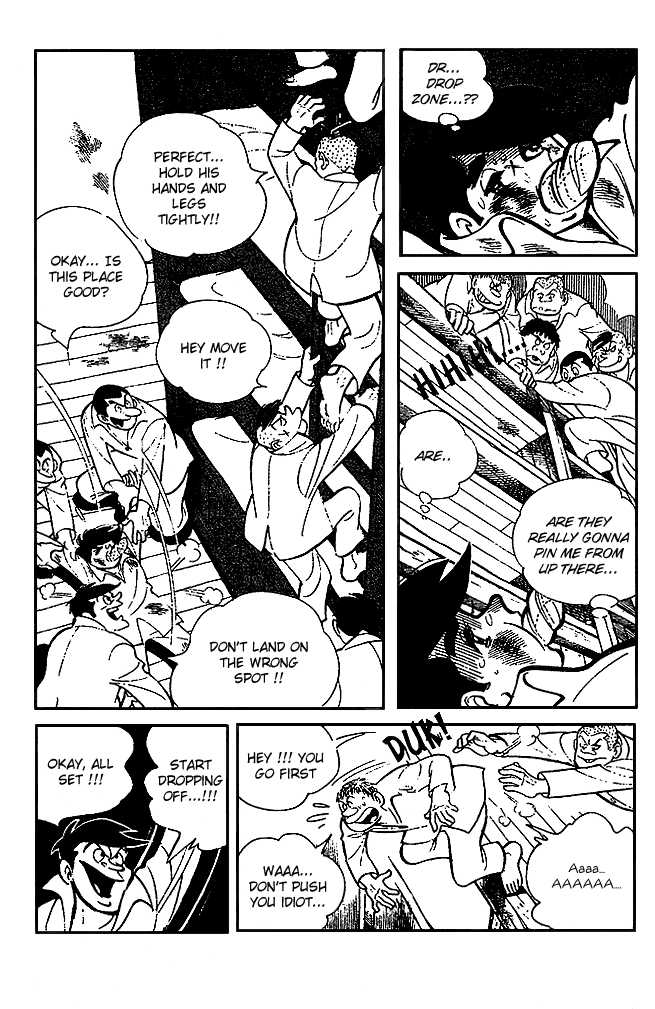 DR...
DROP
ZONE...??
PERFECT...
HOLD HIS
HANDS AND
LEGS
TIGHTLY!!
OKAY... IS
THIS PLACE
GOOD?
HEY MOVE
IT !!
DON'T LAND ON
THE WRONG
SPOT !!
HIHIHI...
ARE..
ARE THEY
REALLY GONNA
PIN ME FROM
UP THERE...
OKAY, ALL
SET !!!
START
DROPPING
OFF...!!!
DUK!
HEY !!! YOU
GO FIRST
WAAA...
DON'T PUSH
YOU IDIOT...
Aaaa...
AAAAAA....